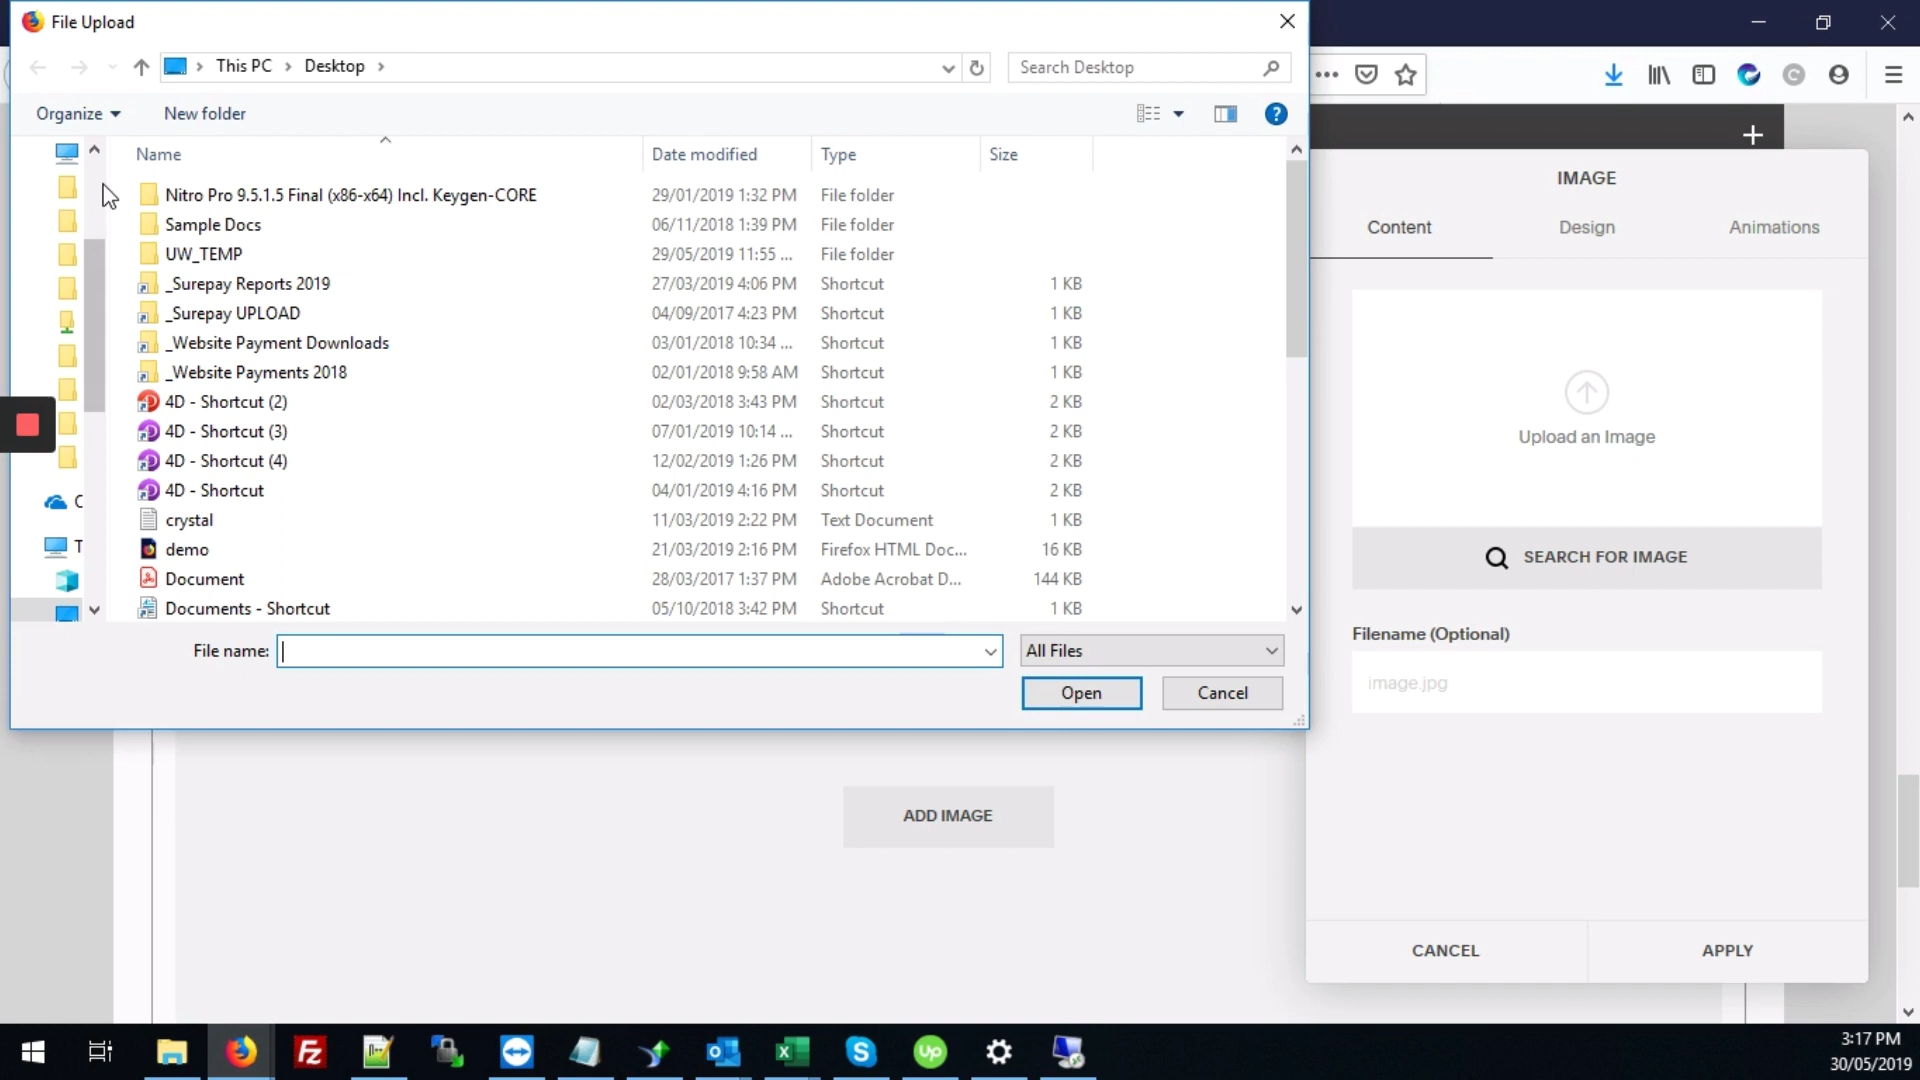 File Upload
This PC > Desktop >
Search Desktop
Organize
New folder
Name Date modified Type Size
Nitro Pro 9.5.1.5 Final (x86-x64) Incl. Keygen-CORE 29/01/2019 1:32 PM File folder
Sample Docs 06/11/2018 1:39 PM File folder
UW_TEMP 29/05/2019 11:55 ... File folder
_Surepay Reports 2019 27/03/2019 4:06 PM Shortcut 1 KB
_Surepay UPLOAD 04/09/2017 4:23 PM Shortcut 1 KB
_Website Payment Downloads 03/01/2018 10:34 ... Shortcut 1 KB
_Website Payments 2018 02/01/2018 9:58 AM Shortcut 1 KB
4D - Shortcut (2) 02/03/2018 3:43 PM Shortcut 2 KB
4D - Shortcut (3) 07/01/2019 10:14 ... Shortcut 2 KB
4D - Shortcut (4) 12/02/2019 1:26 PM Shortcut 2 KB
4D - Shortcut 04/01/2019 4:16 PM Shortcut 2 KB
crystal 11/03/2019 2:22 PM Text Document 1 KB
demo 21/03/2019 2:16 PM Firefox HTML Doc... 16 KB
Document 28/03/2017 1:37 PM Adobe Acrobat D... 144 KB
Documents - Shortcut 05/10/2018 3:42 PM Shortcut 1 KB
File name:
All Files
Open
Cancel
IMAGE
Content
Design
Animations
Upload an Image
SEARCH FOR IMAGE
Filename (Optional)
image.jpg
CANCEL
APPLY
ADD IMAGE
3:17 PM
30/05/2019